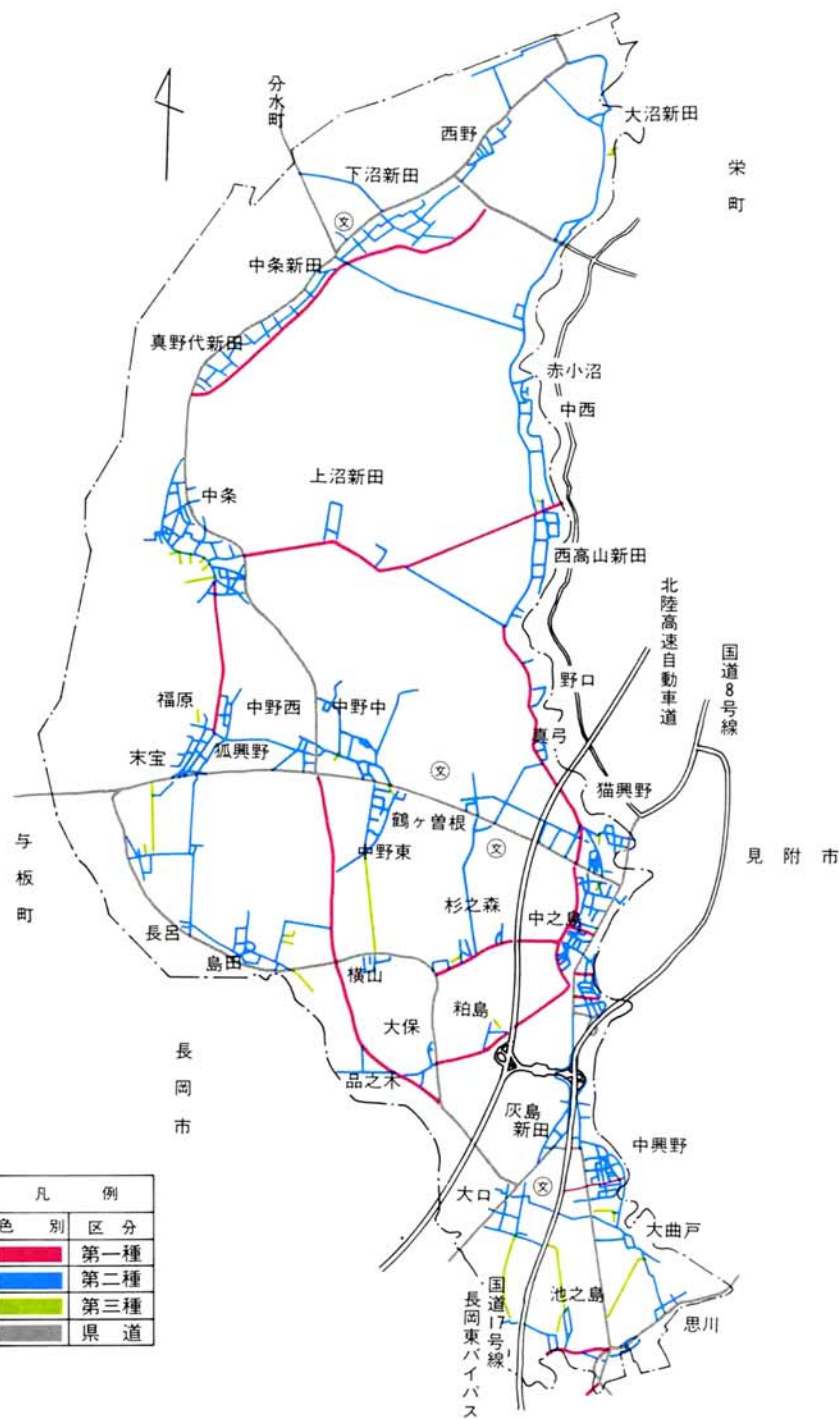 分水町
西野
大沼新田
栄町
下沼新田
文
中条新田
真野代新田
赤小沼
中西
中条
上沼新田
西高山新田
北陸高速自動車道
国道8号線
野口
福原
中野西
中野中
真弓
末宝
狐興野
文
猫興野
鶴ヶ曽根
与板町
中野東
文
見附市
長呂
杉之森
中之島
島田
横山
粕島
大保
長岡市
品之木
灰島
新田
中興野
大口
文
大曲戸
池之島
国道17号線
長岡東バイパス
思川
凡 例
色 別 区 分
第一種
第二種
第三種
県 道